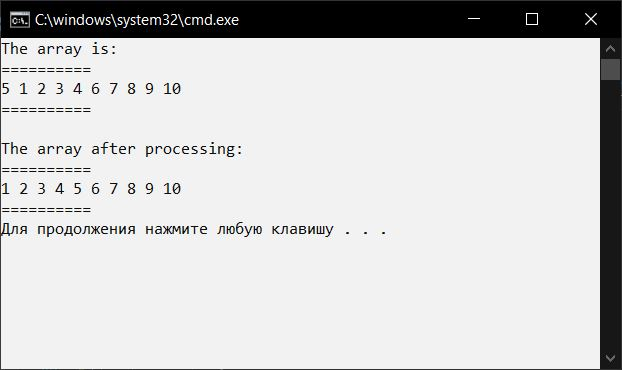 C:\windows\system32\cmd.exe
The array is:
==========
5 1 2 3 4 6 7 8 9 10
==========
The array after processing:
==========
1 2 3 4 5 6 7 8 9 10
==========
Для продолжения нажмите любую клавишу . . .